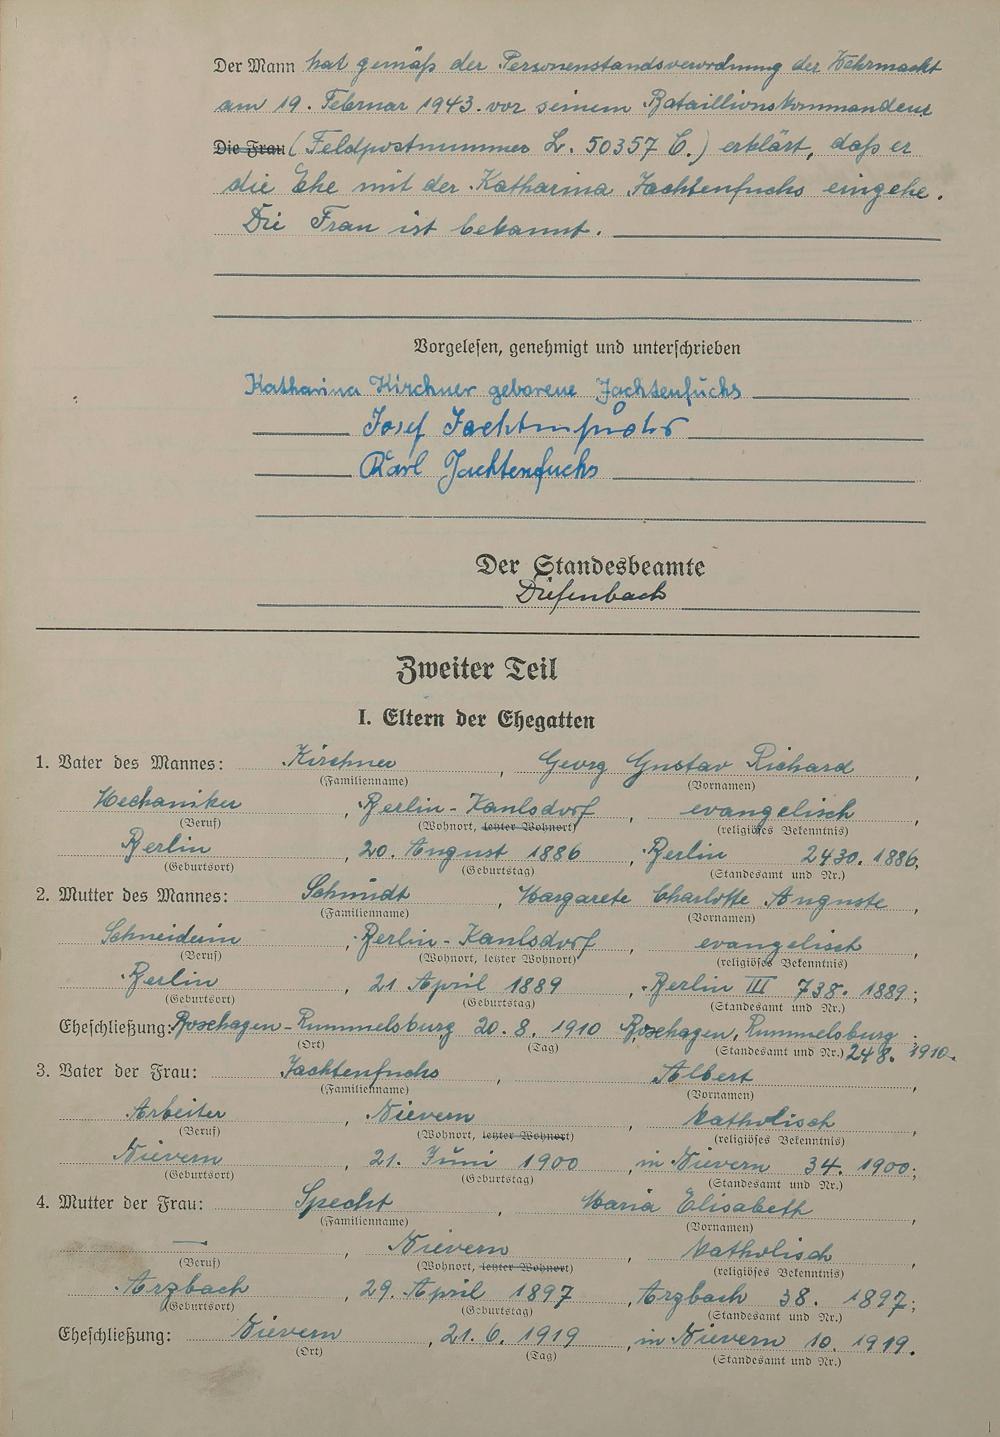 Der Mann hat gemäß der Personenstandsverordnung der Wehrmacht
am 19. Februar 1943 vor seinem Bataillionskommandeur
Die Frau (Feldpostnummer L. 50357 C.) erklärt, daß er
die Ehe mit der Katharina Jachtenfuchs eingehe.
Die Frau ist bekannt.
Vorgelesen, genehmigt und unterschrieben
Katharina Kirchner geborene Jachtenfuchs
Josef Jachtenfuchs
Karl Jachtenfuchs
Der Standesbeamte
Diefenbach
Zweiter Teil
I. Eltern der Ehegatten
1. Vater des Mannes: Kirchner, Georg Gustav Richard,
(Familienname) (Vornamen)
Mechaniker, Berlin-Kaulsdorf, evangelisch,
(Beruf) (Wohnort, letzter Wohnort) (religiöses Bekenntnis)
Berlin, 20. August 1886, Berlin 2430. 1886;
(Geburtsort) (Geburtstag) (Standesamt und Nr.)
2. Mutter des Mannes: Schmidt, Margarete Charlotte Auguste,
(Familienname) (Vornamen)
Schneiderin, Berlin-Kaulsdorf, evangelisch,
(Beruf) (Wohnort, letzter Wohnort) (religiöses Bekenntnis)
Berlin, 21 April 1889, Berlin III 738. 1889;
(Geburtsort) (Geburtstag) (Standesamt und Nr.)
Eheschließung: Boxhagen-Rummelsburg 20.8.1910 Boxhagen, Rummelsburg;
(Ort) (Tag) (Standesamt und Nr.) 248. 1910.
3. Vater der Frau: Jachtenfuchs, Albert,
(Familienname) (Vornamen)
Arbeiter, Nievern, katholisch,
(Beruf) (Wohnort, letzter Wohnort) (religiöses Bekenntnis)
Nievern, 21. Juni 1900, in Nievern 34. 1900;
(Geburtsort) (Geburtstag) (Standesamt und Nr.)
4. Mutter der Frau: Specht, Maria Elisabeth,
(Familienname) (Vornamen)
—, Nievern, katholisch,
(Beruf) (Wohnort, letzter Wohnort) (religiöses Bekenntnis)
Arzbach, 29. April 1897, Arzbach 38. 1897;
(Geburtsort) (Geburtstag) (Standesamt und Nr.)
Eheschließung: Nievern, 21.6.1919, in Nievern 10. 1919.
(Ort) (Tag) (Standesamt und Nr.)